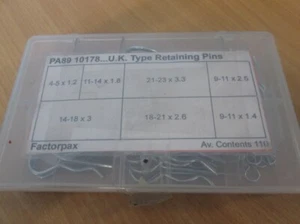 PA89 10178...U.K. Type Retaining Pins
4-5 x 1.2 11-14 x 1.8 21-25 x 3.3 9-11 x 2.5
14-18 x 3 16-21 x 2.8 9-11 x 1.4
Factorpax Av. Contents 110